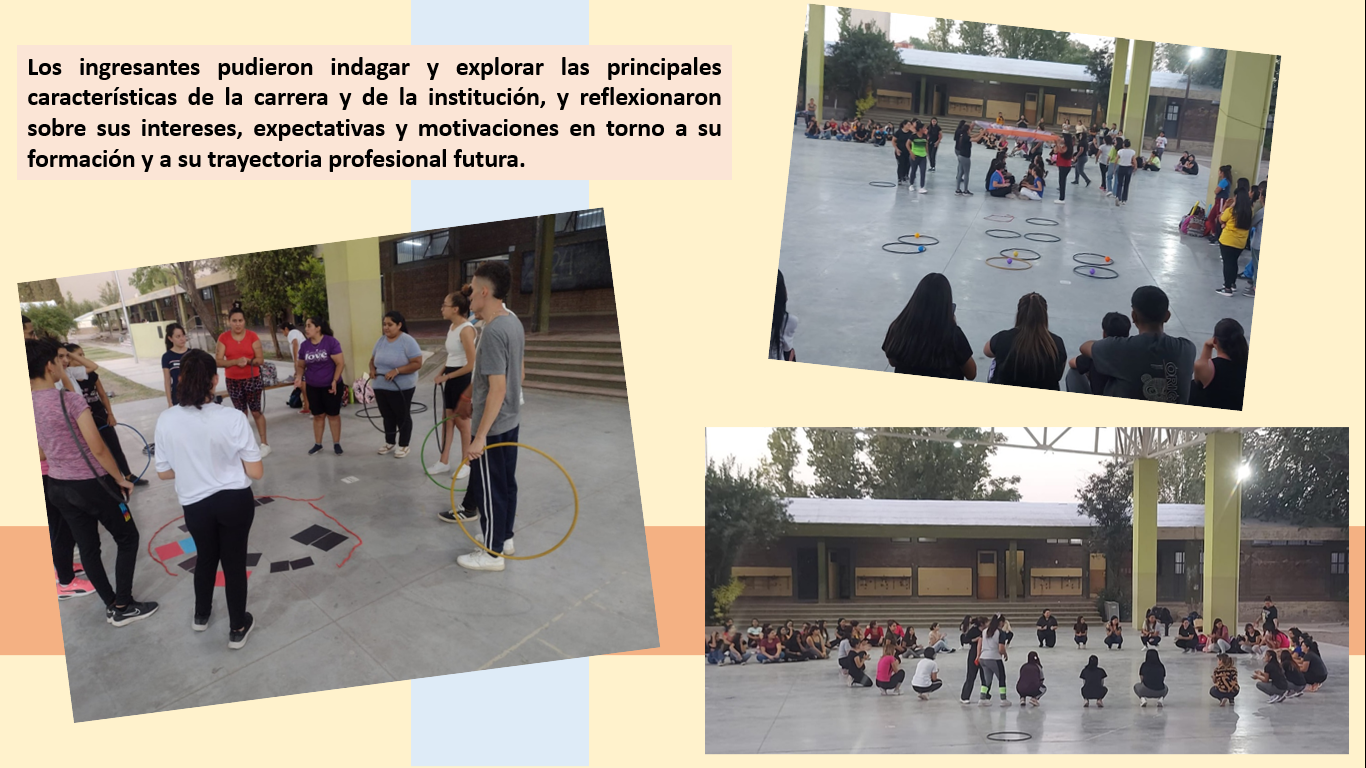 Los ingresantes pudieron indagar y explorar las principales
características de la carrera y de la institución, y reflexionaron
sobre sus intereses, expectativas y motivaciones en torno a su
formación y a su trayectoria profesional futura.
love